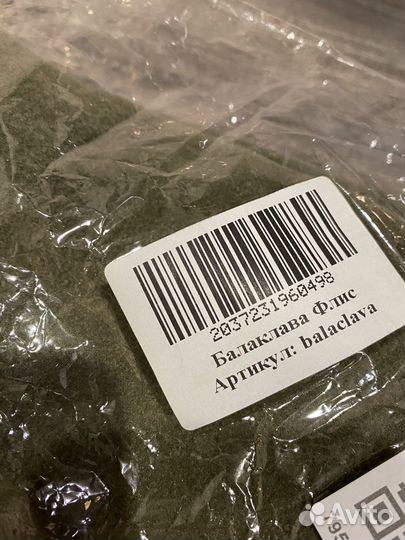 2037231960498
Балаклава Флис
Артикул: balaclava
Avito